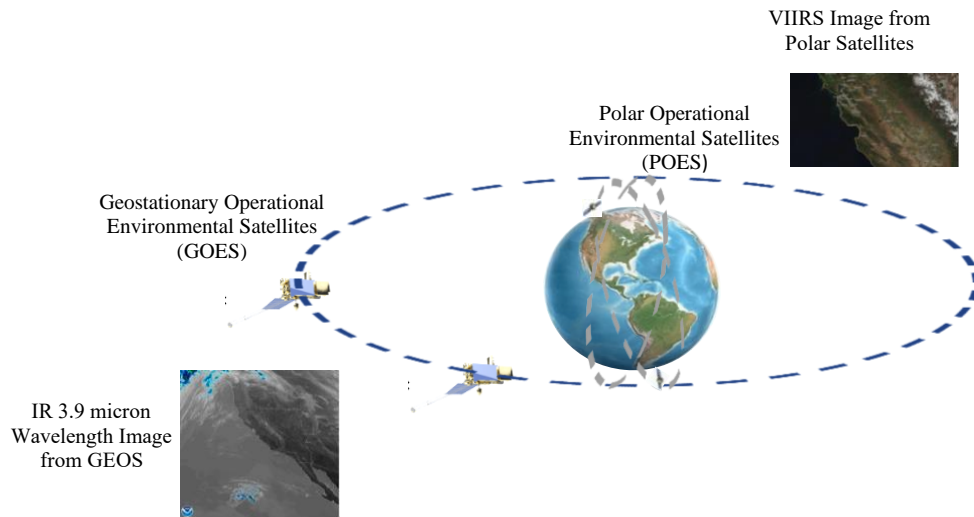 VIIRS Image from
Polar Satellites
Polar Operational
Environmental Satellites
(POES)
Geostationary Operational
Environmental Satellites
(GOES)
:
:
IR 3.9 micron
Wavelength Image
from GEOS